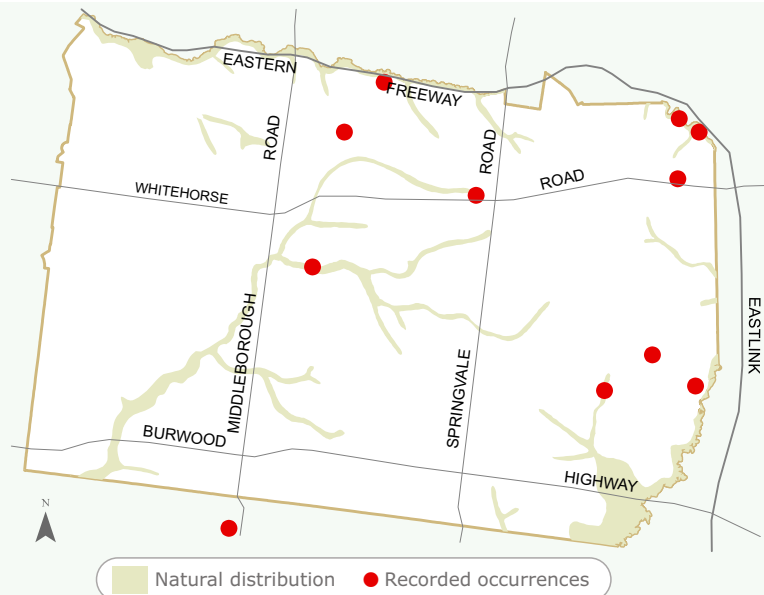 EASTERN
FREEWAY
ROAD
ROAD
ROAD
WHITEHORSE
EASTLINK
MIDDLEBOROUGH
SPRINGVALE
BURWOOD
HIGHWAY
N
Natural distribution
Recorded occurrences